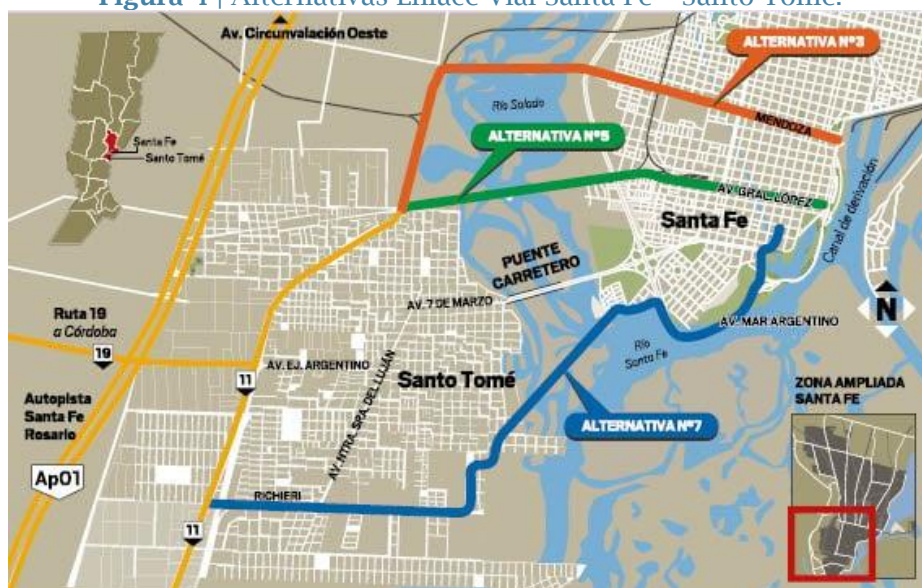 Figura 4 | Alternativas Enlace Vial Santa Fe – Santo Tomé.
Av. Circunvalación Oeste
ALTERNATIVA Nº3
Río Salado
MENDOZA
Santa Fe
Santo Tomé
ALTERNATIVA Nº5
AV. GRAL. LÓPEZ
Canal de derivación
Santa Fe
PUENTE
CARRETERO
AV. 7 DE MARZO
N
AV. MAR ARGENTINO
Ruta 19
a Córdoba
19
Río
Santa Fe
AV. EJ. ARGENTINO
11
Santo Tomé
AV. NTRA. SRA. DEL LUJÁN
ZONA AMPLIADA
SANTA FE
Autopista
Santa Fe
Rosario
ALTERNATIVA Nº7
Ap01
RICHIERI
11